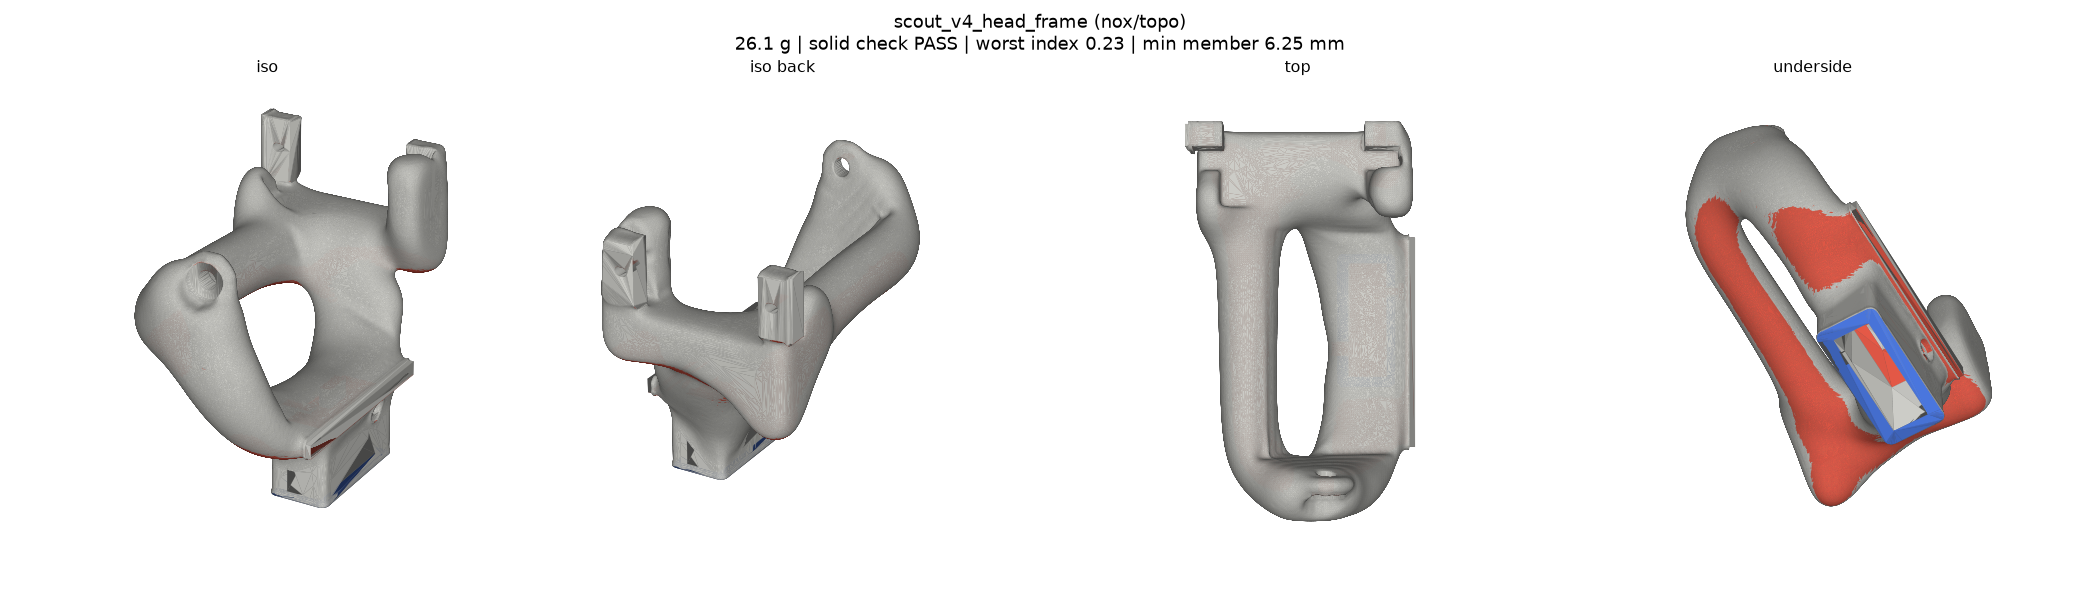 scout_v4_head_frame (nox/topo)
26.1 g | solid check PASS | worst index 0.23 | min member 6.25 mm
iso
iso back
top
underside